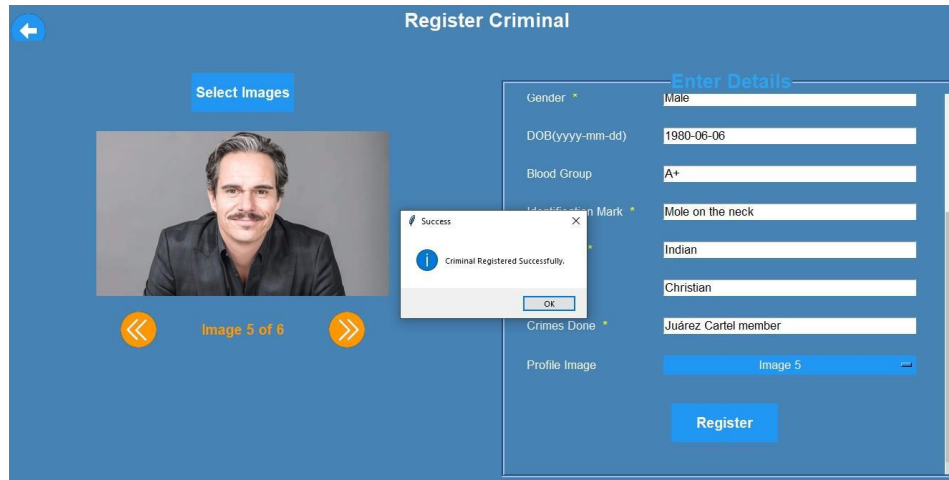 Register Criminal
Select Images
Enter Details
Gender *
Male
DOB(yyyy-mm-dd)
1980-06-06
Blood Group
A+
Identification Mark *
Mole on the neck
Success
Criminal Registered Successfully.
OK
*
Indian
Christian
Crimes Done *
Juárez Cartel member
Image 5 of 6
Profile Image
Image 5
Register